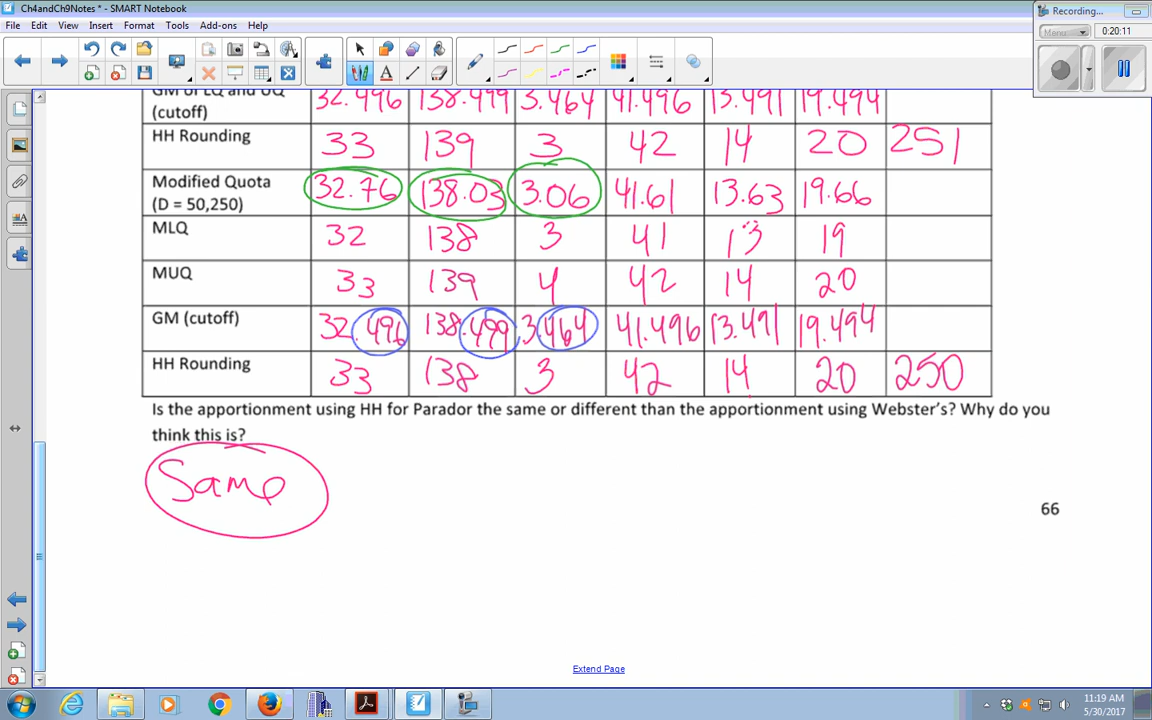 Ch4andCh9Notes * - SMART Notebook
File Edit View Insert Format Tools Add-ons Help
Recording...
Menu
0:20:11
GM of LQ and UQ 32.496 138.499 3.464 41.496 13.491 19.494
(cutoff)
HH Rounding 33 139 3 42 14 20 251
Modified Quota 32.76 138.03 3.06 41.61 13.63 19.66
(D = 50,250)
MLQ 32 138 3 41 13 19
MUQ 33 139 4 42 14 20
GM (cutoff) 32.496 138.499 3.464 41.496 13.491 19.494
HH Rounding 33 138 3 42 14 20 250
Is the apportionment using HH for Parador the same or different than the apportionment using Webster's? Why do you
think this is?
Same
66
Extend Page
11:19 AM
5/30/2017